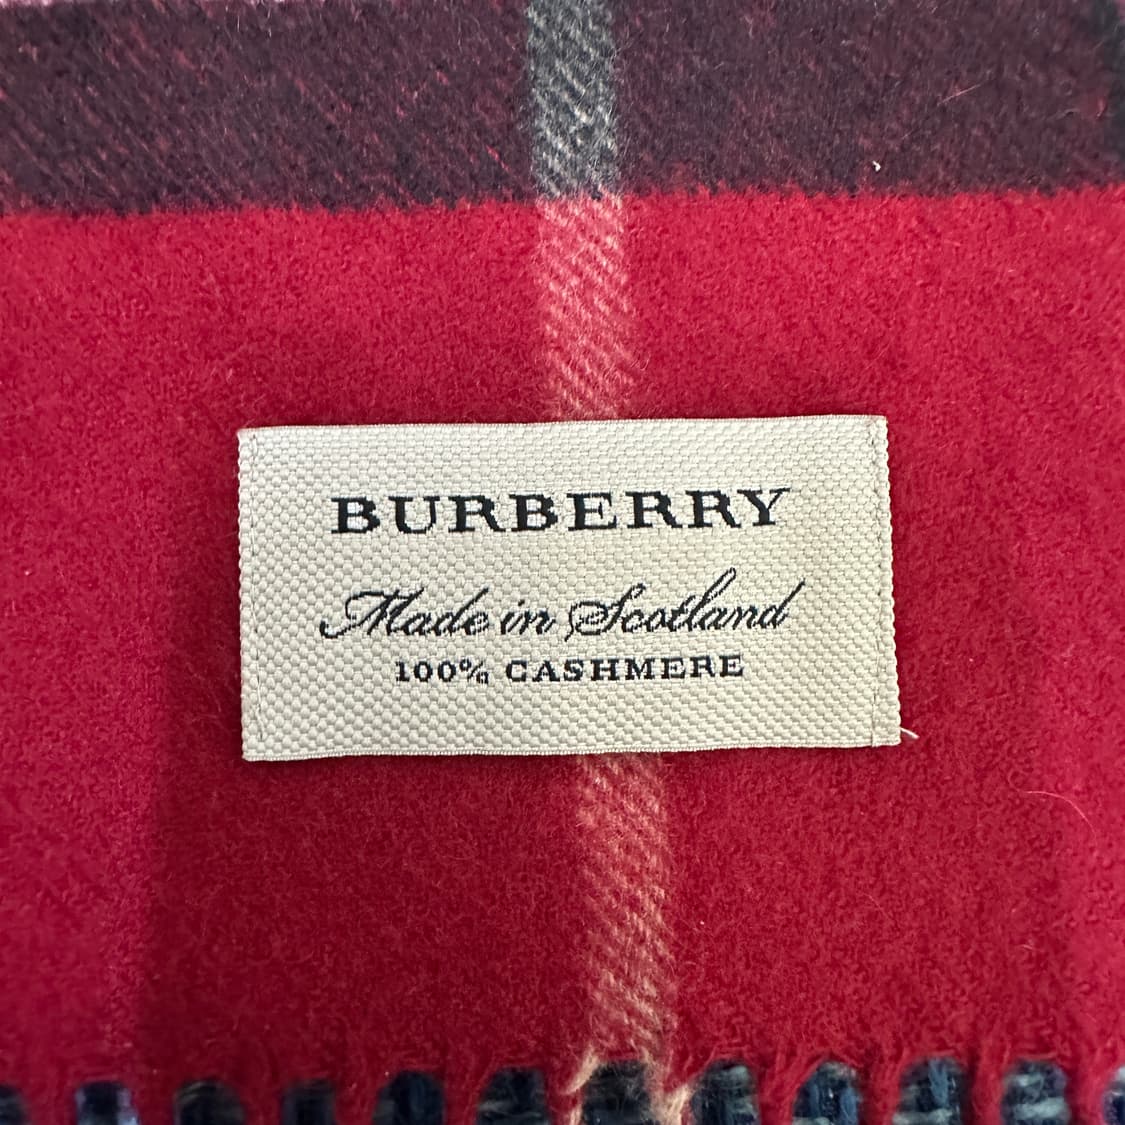 BURBERRY
Made in Scotland
100% CASHMERE